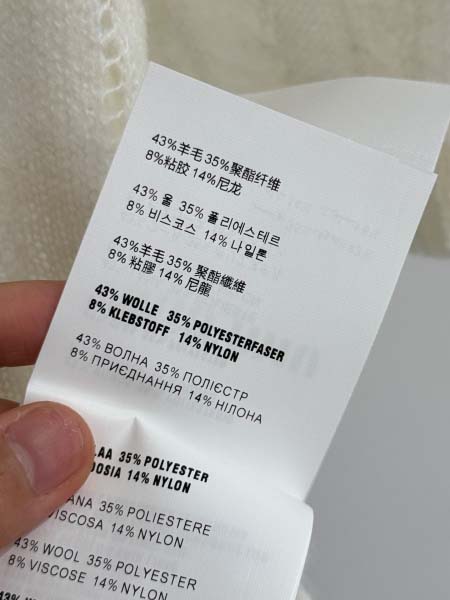 43%羊毛 35%聚酯纤维
8%粘胶 14%尼龙
43% 울 35% 폴리에스테르
8% 비스코스 14% 나일론
43%羊毛 35% 聚酯纖維
8% 粘膠 14%尼龍
43% WOLLE 35% POLYESTERFASER
8% KLEBSTOFF 14% NYLON
43% ВОЛНА 35% ПОЛІЄСТР
8% ПРИЄДНАННЯ 14% НІЛОНА
35% POLYESTER
14% NYLON
35% POLIESTERE
VISCOSA 14% NYLON
43% WOOL 35% POLYESTER
8% VISCOSE 14% NYLON